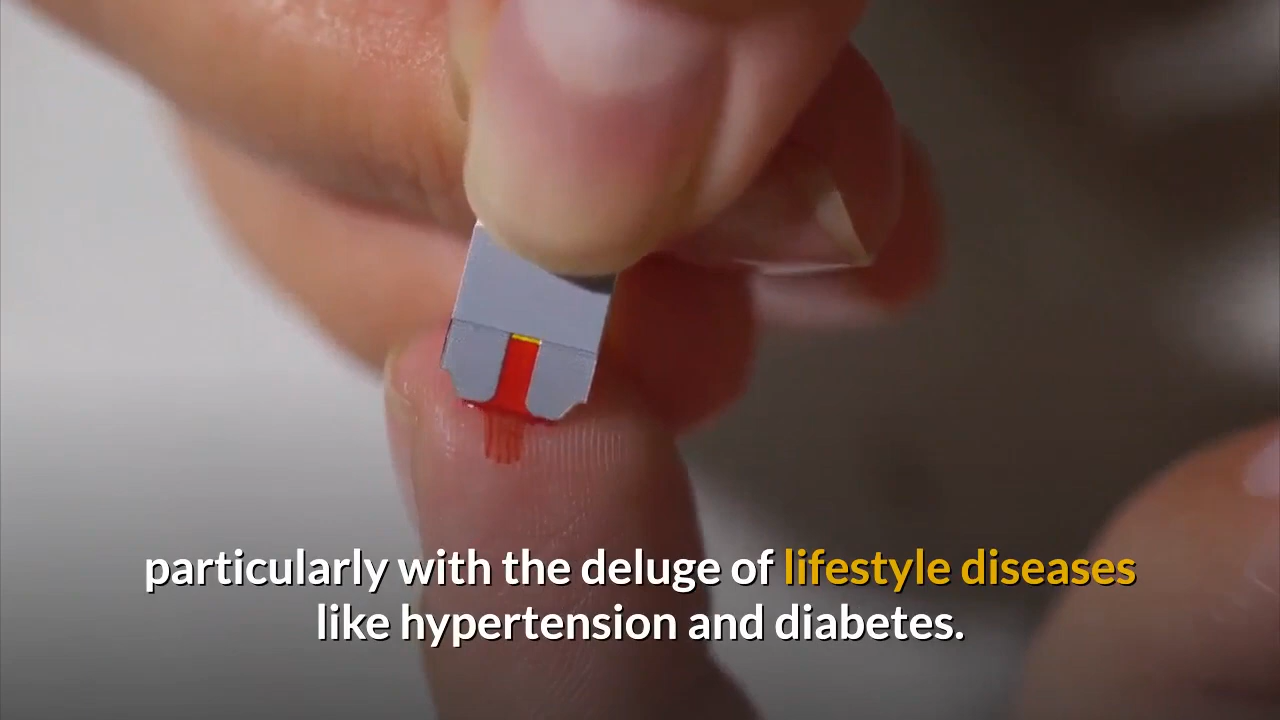 particularly with the deluge of lifestyle diseases
like hypertension and diabetes.